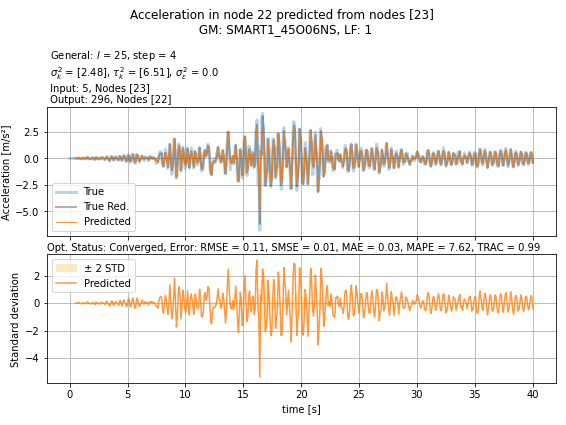 Acceleration in node 22 predicted from nodes [23]
GM: SMART1_45O06NS, LF: 1
General: l = 25, step = 4
σ²ₖ = [2.48], τ²ₖ = [6.51], σ²ε = 0.0
Input: 5, Nodes [23]
Output: 296, Nodes [22]
Acceleration [m/s²]
2.5
0.0
−2.5
−5.0
True
True Red.
Predicted
Opt. Status: Converged, Error: RMSE = 0.11, SMSE = 0.01, MAE = 0.03, MAPE = 7.62, TRAC = 0.99
Standard deviation
2
0
−2
−4
± 2 STD
Predicted
0 5 10 15 20 25 30 35 40
time [s]